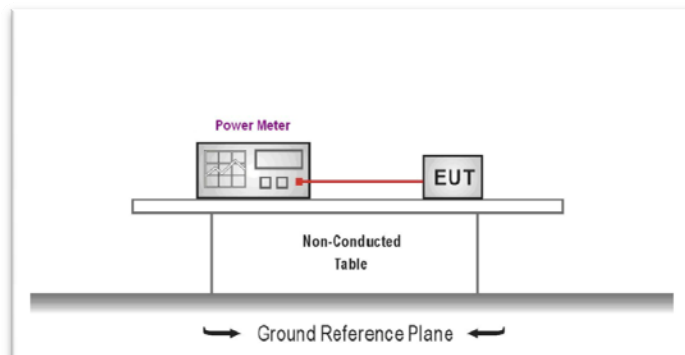 Power Meter
EUT
Non-Conducted
Table
Ground Reference Plane